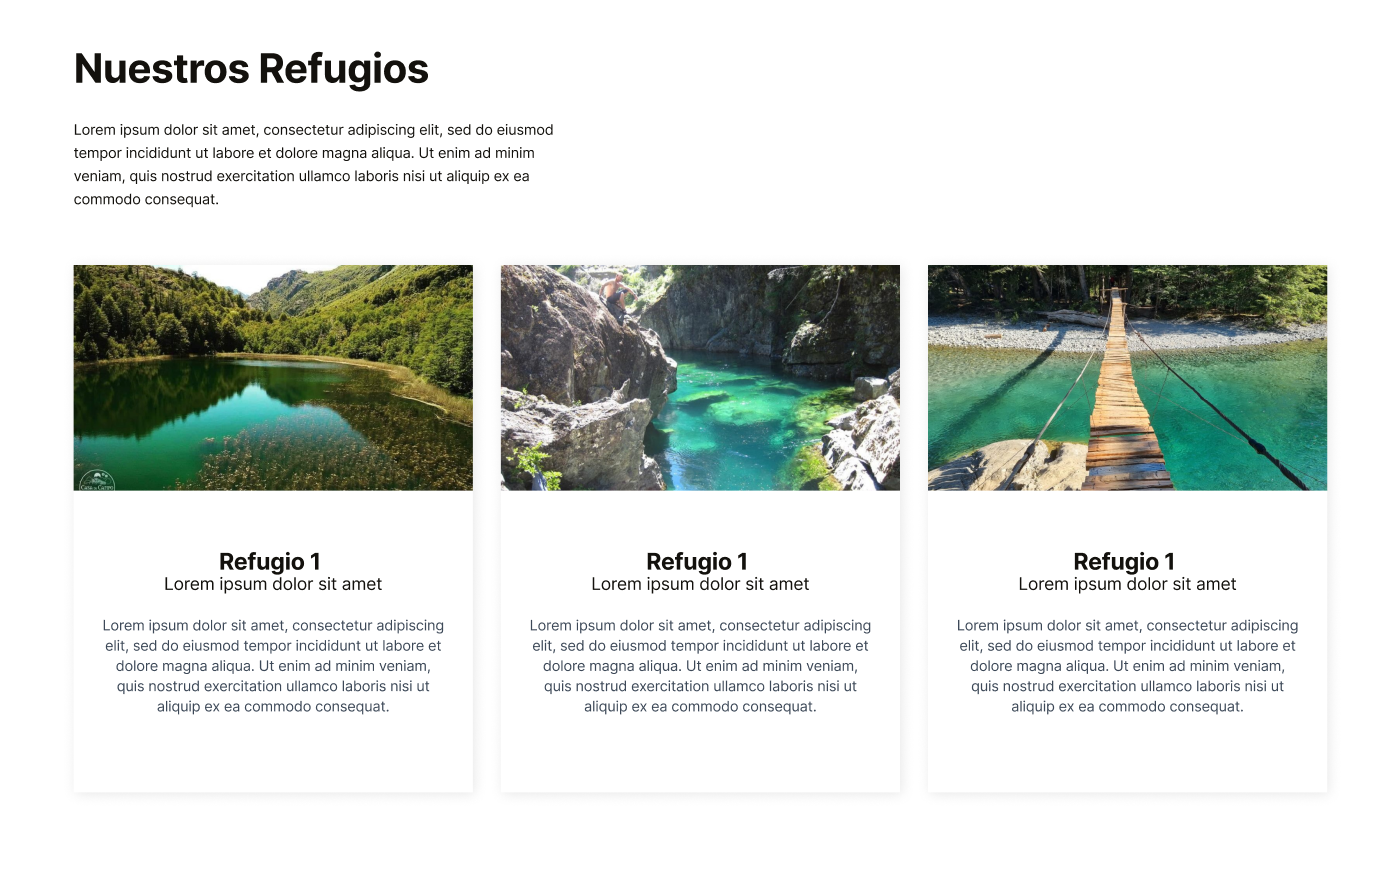 Nuestros Refugios
Lorem ipsum dolor sit amet, consectetur adipiscing elit, sed do eiusmod
tempor incididunt ut labore et dolore magna aliqua. Ut enim ad minim
veniam, quis nostrud exercitation ullamco laboris nisi ut aliquip ex ea
commodo consequat.
Refugio 1
Lorem ipsum dolor sit amet
Lorem ipsum dolor sit amet, consectetur adipiscing
elit, sed do eiusmod tempor incididunt ut labore et
dolore magna aliqua. Ut enim ad minim veniam,
quis nostrud exercitation ullamco laboris nisi ut
aliquip ex ea commodo consequat.
Refugio 1
Lorem ipsum dolor sit amet
Lorem ipsum dolor sit amet, consectetur adipiscing
elit, sed do eiusmod tempor incididunt ut labore et
dolore magna aliqua. Ut enim ad minim veniam,
quis nostrud exercitation ullamco laboris nisi ut
aliquip ex ea commodo consequat.
Refugio 1
Lorem ipsum dolor sit amet
Lorem ipsum dolor sit amet, consectetur adipiscing
elit, sed do eiusmod tempor incididunt ut labore et
dolore magna aliqua. Ut enim ad minim veniam,
quis nostrud exercitation ullamco laboris nisi ut
aliquip ex ea commodo consequat.